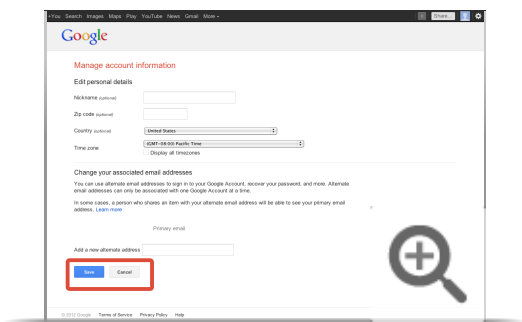 +You Search Images Maps Play YouTube News Gmail More
Share...
Google
Manage account information
Edit personal details
Nickname (optional)
Zip code (optional)
Country (optional) United States
Time zone (GMT-08:00) Pacific Time
Display all timezones
Change your associated email addresses
You can use alternate email addresses to sign in to your Google Account, recover your password, and more. Alternate
email addresses can only be associated with one Google Account at a time.
In some cases, a person who shares an item with your alternate email address will be able to see your primary email
address. Learn more
Primary email
Add a new alternate address
Save Cancel
© 2012 Google Terms of Service Privacy Policy Help